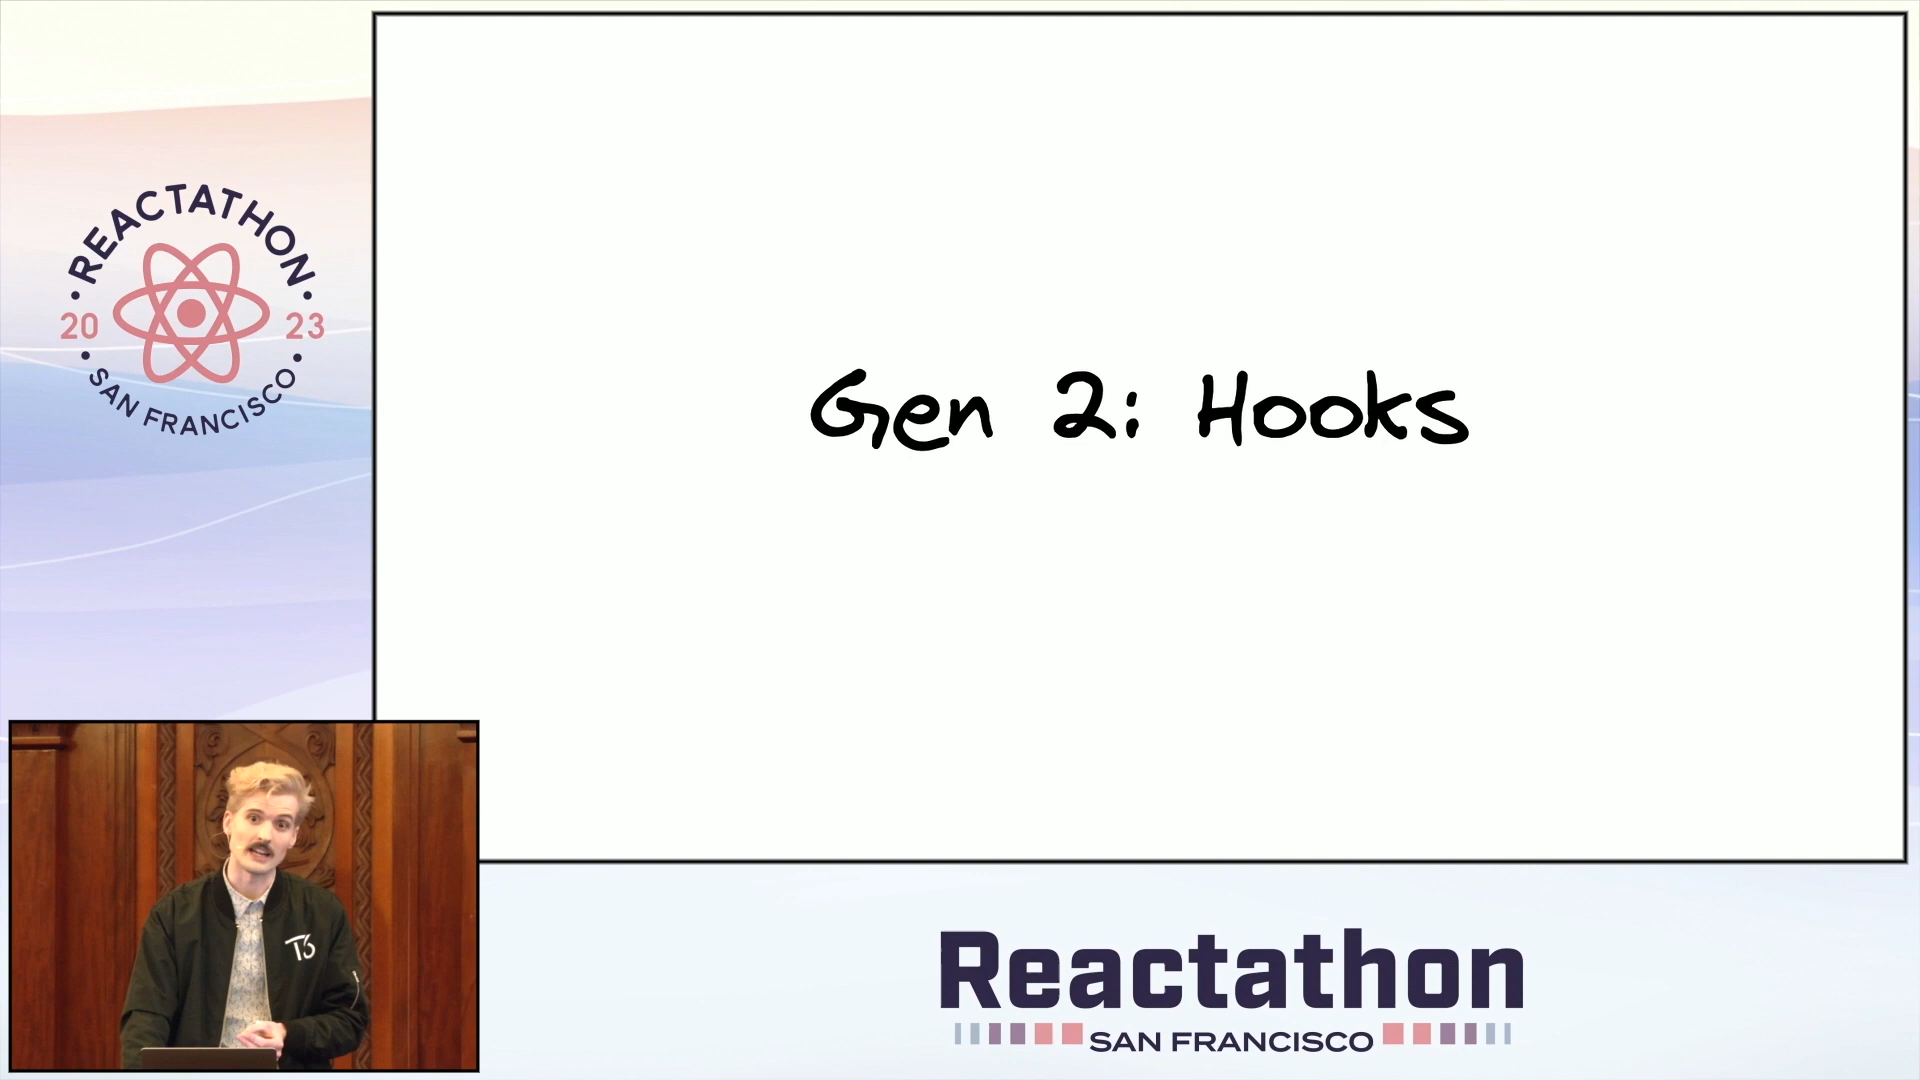 REACTATHON
20 23
SAN FRANCISCO
Gen 2: Hooks
T3
Reactathon
SAN FRANCISCO